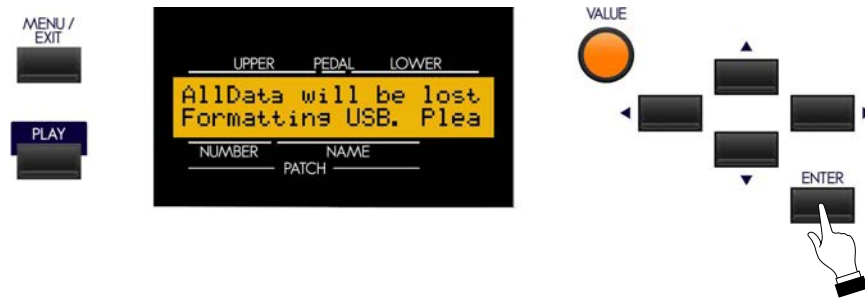 MENU /
EXIT
PLAY
UPPER PEDAL LOWER
AllData will be lost
Formatting USB. Plea
NUMBER NAME
PATCH
VALUE
ENTER